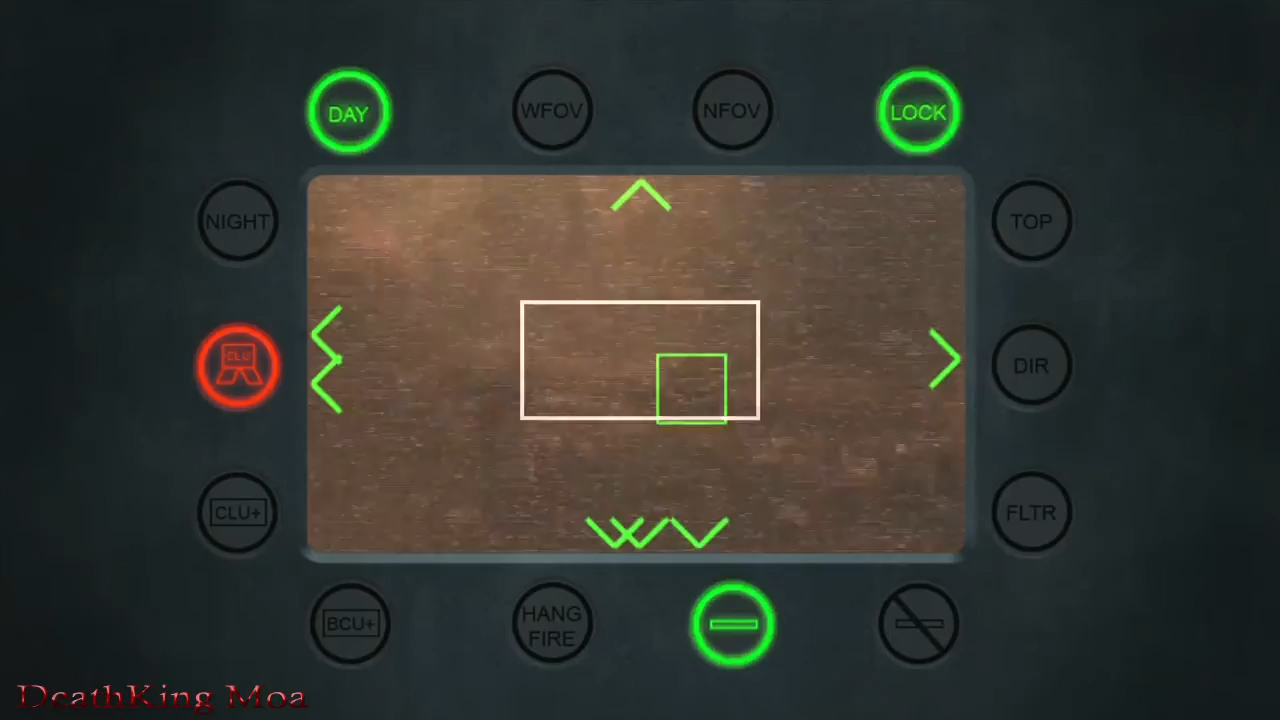 DAY
WFOV
NFOV
LOCK
NIGHT
TOP
CLU
DIR
CLU+
FLTR
BCU+
HANG
FIRE
DeathKing Moa